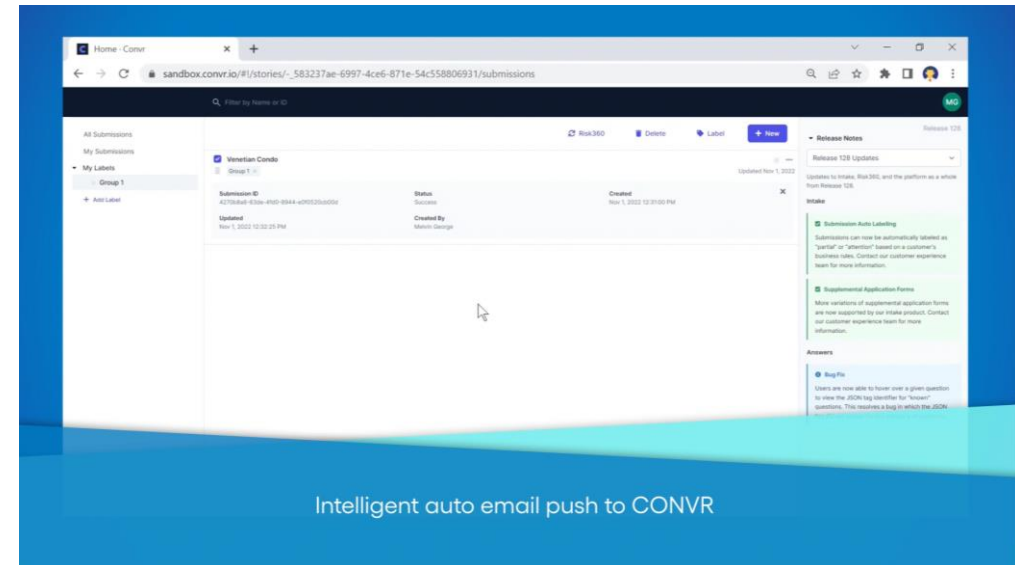 Home - Convr
sandbox.convr.io/#!/stories/-_583237ae-6997-4ce6-871e-54c558806931/submissions
Filter by Name or ID
MG
All Submissions
My Submissions
My Labels
Group 1
+ Add Label
Risk360
Delete
Label
+ New
Venetian Condo
Group 1
Updated Nov 1, 2022
Submission ID
Status
Success
Created
Nov 1, 2022 12:31:00 PM
Updated
Nov 1, 2022 12:32:25 PM
Created By
Melvin George
Release 128
Release Notes
Release 128 Updates
Updates to Intake, Risk360, and the platform as a whole
from Release 128.
Intake
Submission Auto Labelling
Submissions can now be automatically labeled as
"partial" or "attention" based on a customer's
business rules. Contact our customer experience
team for more information.
Supplemental Application Forms
More variations of supplemental application forms
are now supported by our intake product. Contact
our customer experience team for more
information.
Answers
Bug Fix
Users are now able to hover over a given question
to view the JSON tag identifier for "known"
questions. This resolves a bug in which the JSON
Intelligent auto email push to CONVR